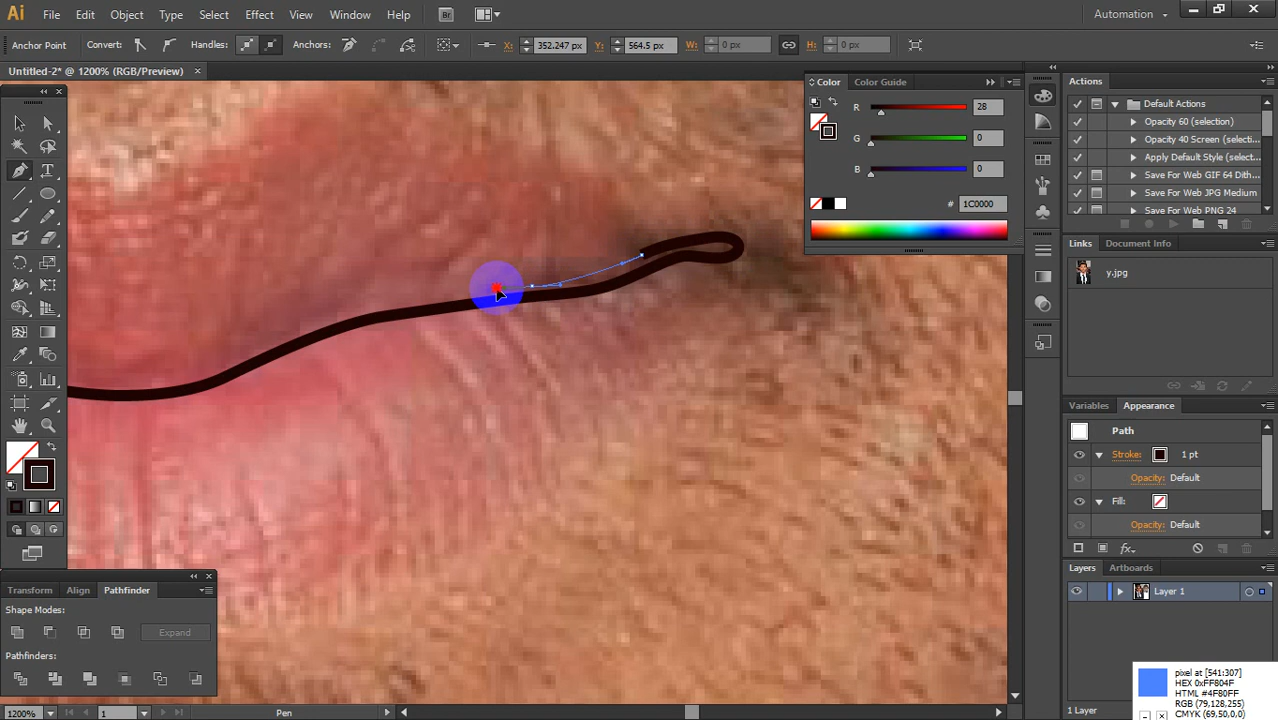 Ai File Edit Object Type Select Effect View Window Help Br Automation
Anchor Point Convert: Handles: Anchors: X: 352.247 px Y: 564.5 px W: 0 px H: 0 px
Untitled-2* @ 1200% (RGB/Preview)
Color Color Guide
R 28
G 0
B 0
# 1C0000
Actions
Default Actions
Opacity 60 (selection)
Opacity 40 Screen (selecti...
Apply Default Style (select...
Save For Web GIF 64 Dith...
Save For Web JPG Medium
Save For Web PNG 24
Links Document Info
y.jpg
Variables Appearance
Path
Stroke: 1 pt
Opacity: Default
Fill:
Opacity: Default
Layers Artboards
Layer 1
1 Layer
Transform Align Pathfinder
Shape Modes:
Expand
Pathfinders:
1200% 1 Pen
pixel at [541:307]
HEX 0xFF804F
HTML #4F80FF
RGB (79,128,255)
CMYK (69,50,0,0)